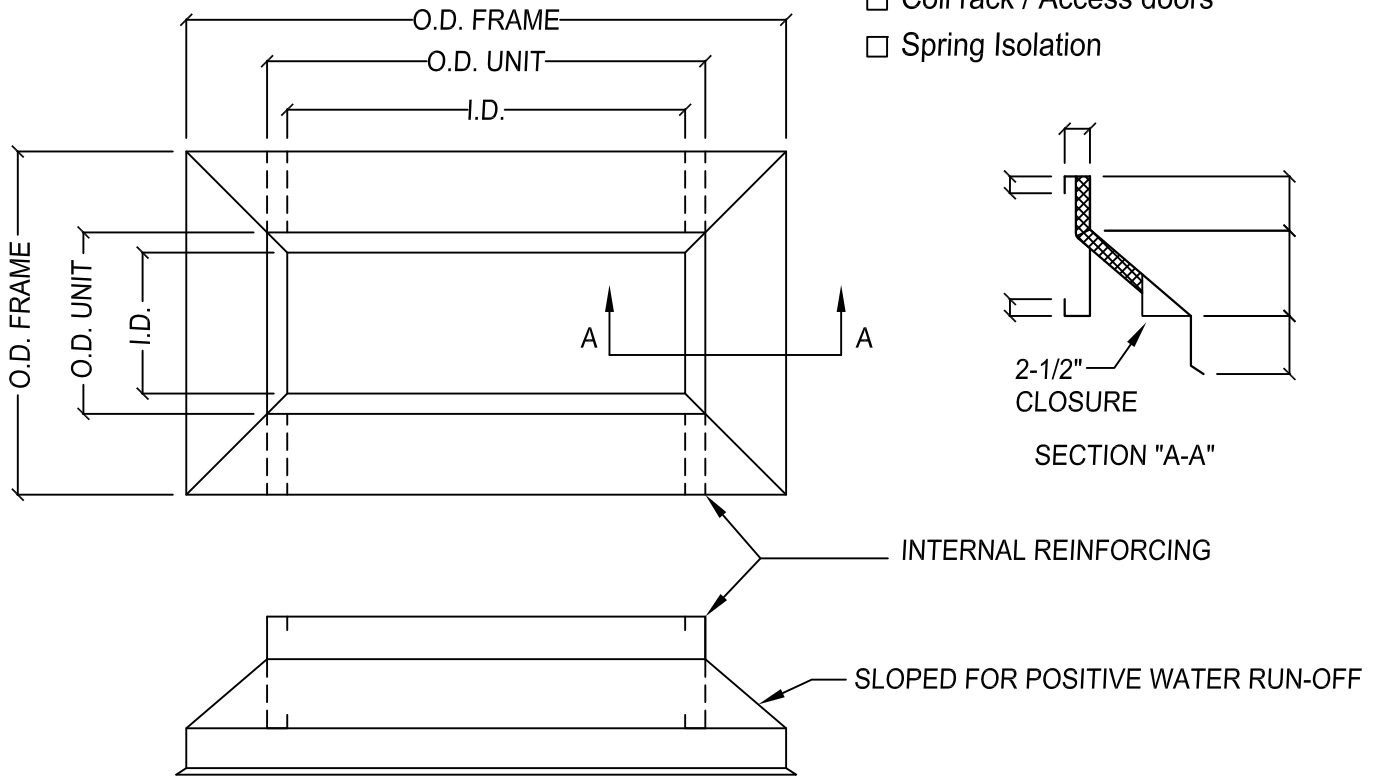 □ Coil rack / Access doors
□ Spring Isolation
O.D. FRAME
O.D. UNIT
I.D.
O.D. FRAME
O.D. UNIT
I.D.
A
A
2-1/2"
CLOSURE
SECTION "A-A"
INTERNAL REINFORCING
SLOPED FOR POSITIVE WATER RUN-OFF